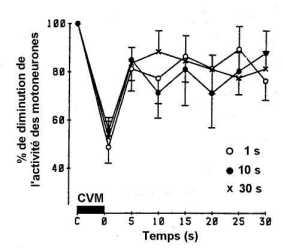 % de diminution de
l'activité des motoneurones
100
80
60
40
1 s
10 s
30 s
CVM
C 0 5 10 15 20 25 30
Temps (s)